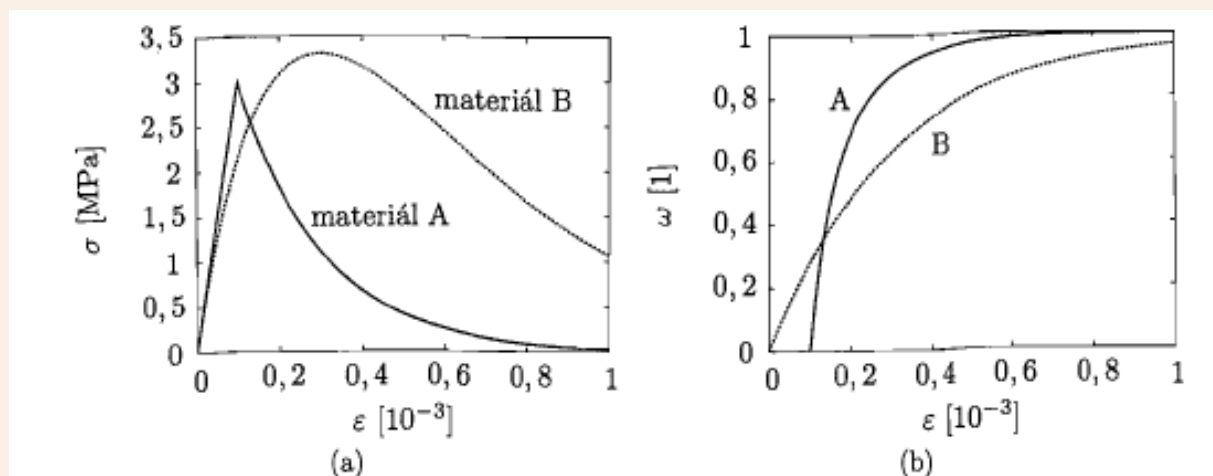 3,5
3
2,5
2
1,5
1
0,5
0
σ [MPa]
materiál B
materiál A
0 0,2 0,4 0,6 0,8 1
ε [10⁻³]
(a)
1
0,8
0,6
0,4
0,2
0
ω [1]
A
B
0 0,2 0,4 0,6 0,8 1
ε [10⁻³]
(b)